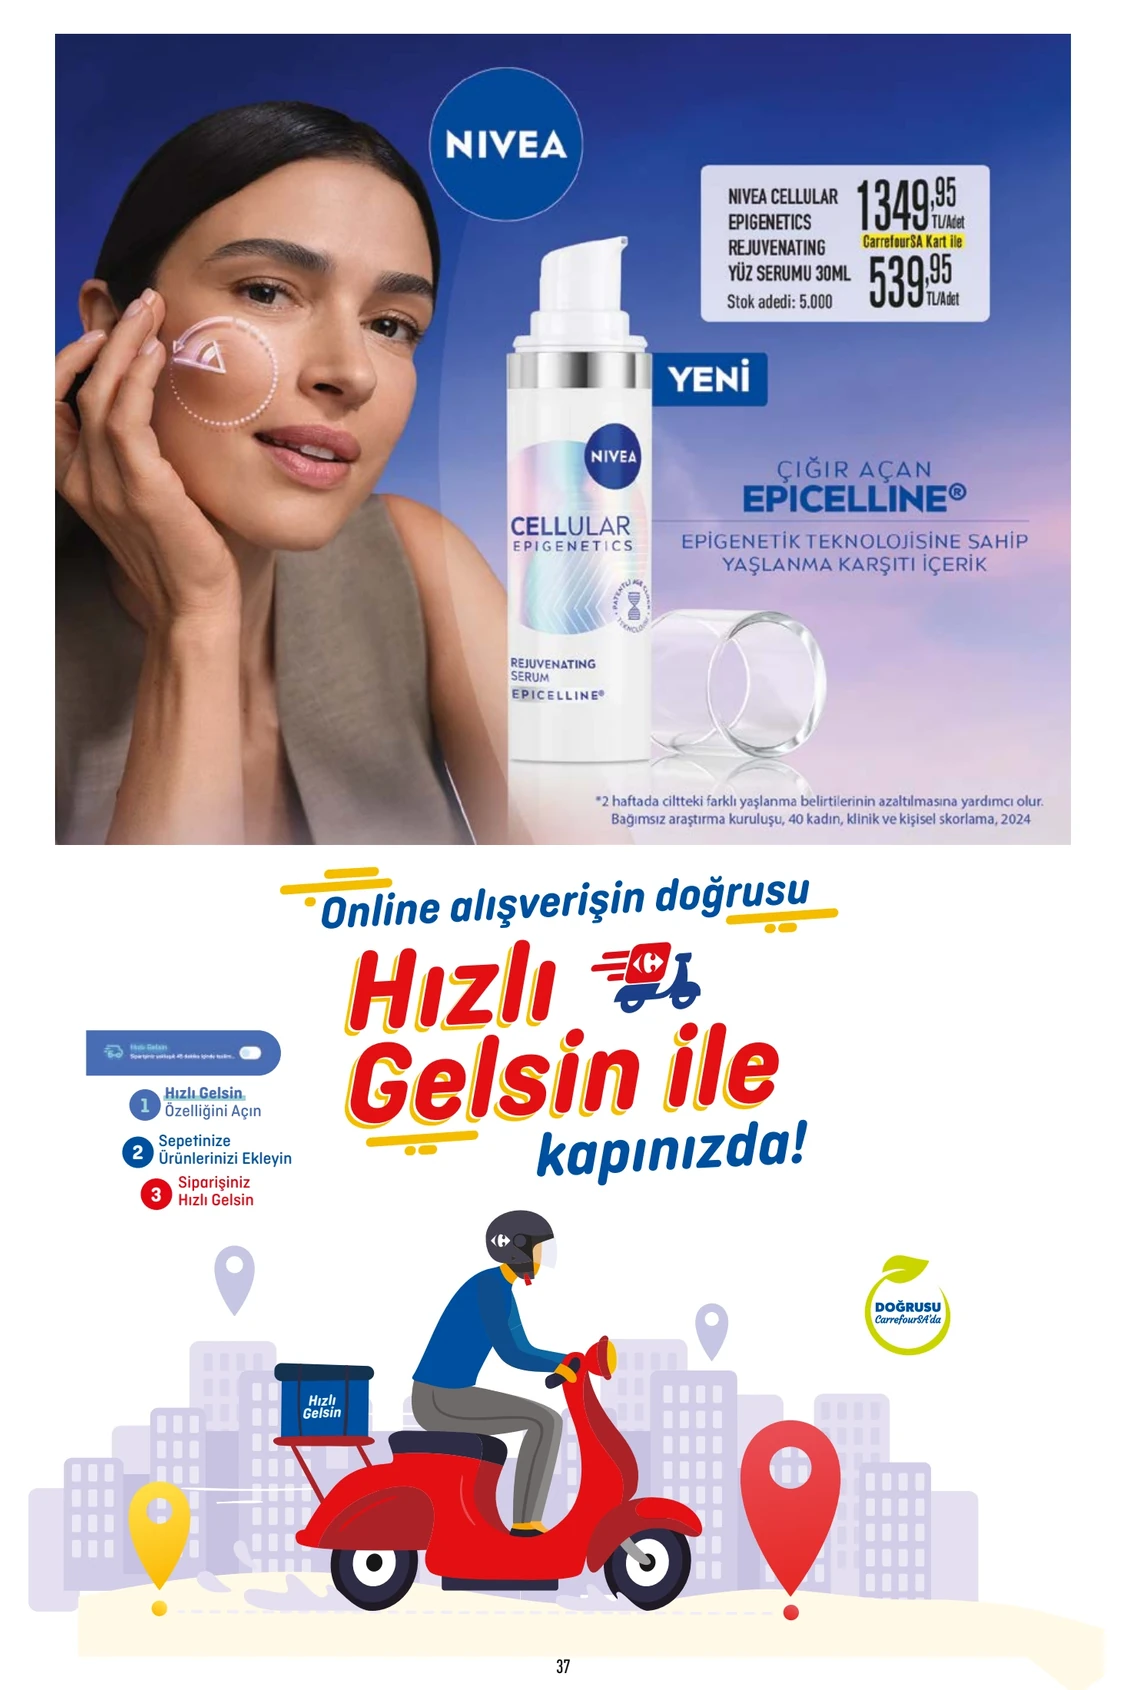 NIVEA
NIVEA CELLULAR
EPIGENETICS
REJUVENATING
YÜZ SERUMU 30ML
Stok adedi: 5.000
1349,95
TL/Adet
CarrefourSA Kart ile
539,95
TL/Adet
YENİ
NIVEA
CELLULAR
EPIGENETICS
REJUVENATING
SERUM
EPICELLINE®
ÇIĞIR AÇAN
EPICELLINE®
EPİGENETİK TEKNOLOJİSİNE SAHİP
YAŞLANMA KARŞITI İÇERİK
*2 haftada ciltteki farklı yaşlanma belirtilerinin azaltılmasına yardımcı olur.
Bağımsız araştırma kuruluşu, 40 kadın, klinik ve kişisel skorlama, 2024
Online alışverişin doğrusu
Hızlı
Gelsin ile
kapınızda!
Hızlı Gelsin
1 Hızlı Gelsin
Özelliğini Açın
2 Sepetinize
Ürünlerinizi Ekleyin
3 Siparişiniz
Hızlı Gelsin
DOĞRUSU
CarrefourSA'da
Hızlı
Gelsin
37